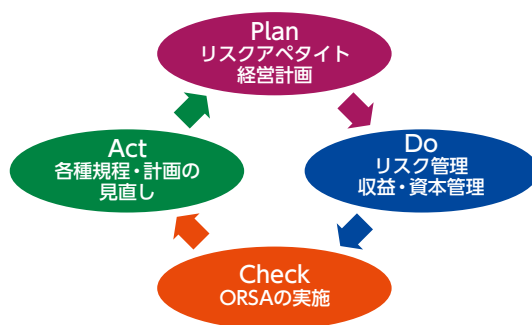 Plan
リスクアペタイト
経営計画
Do
リスク管理
収益・資本管理
Check
ORSAの実施
Act
各種規程・計画の
見直し